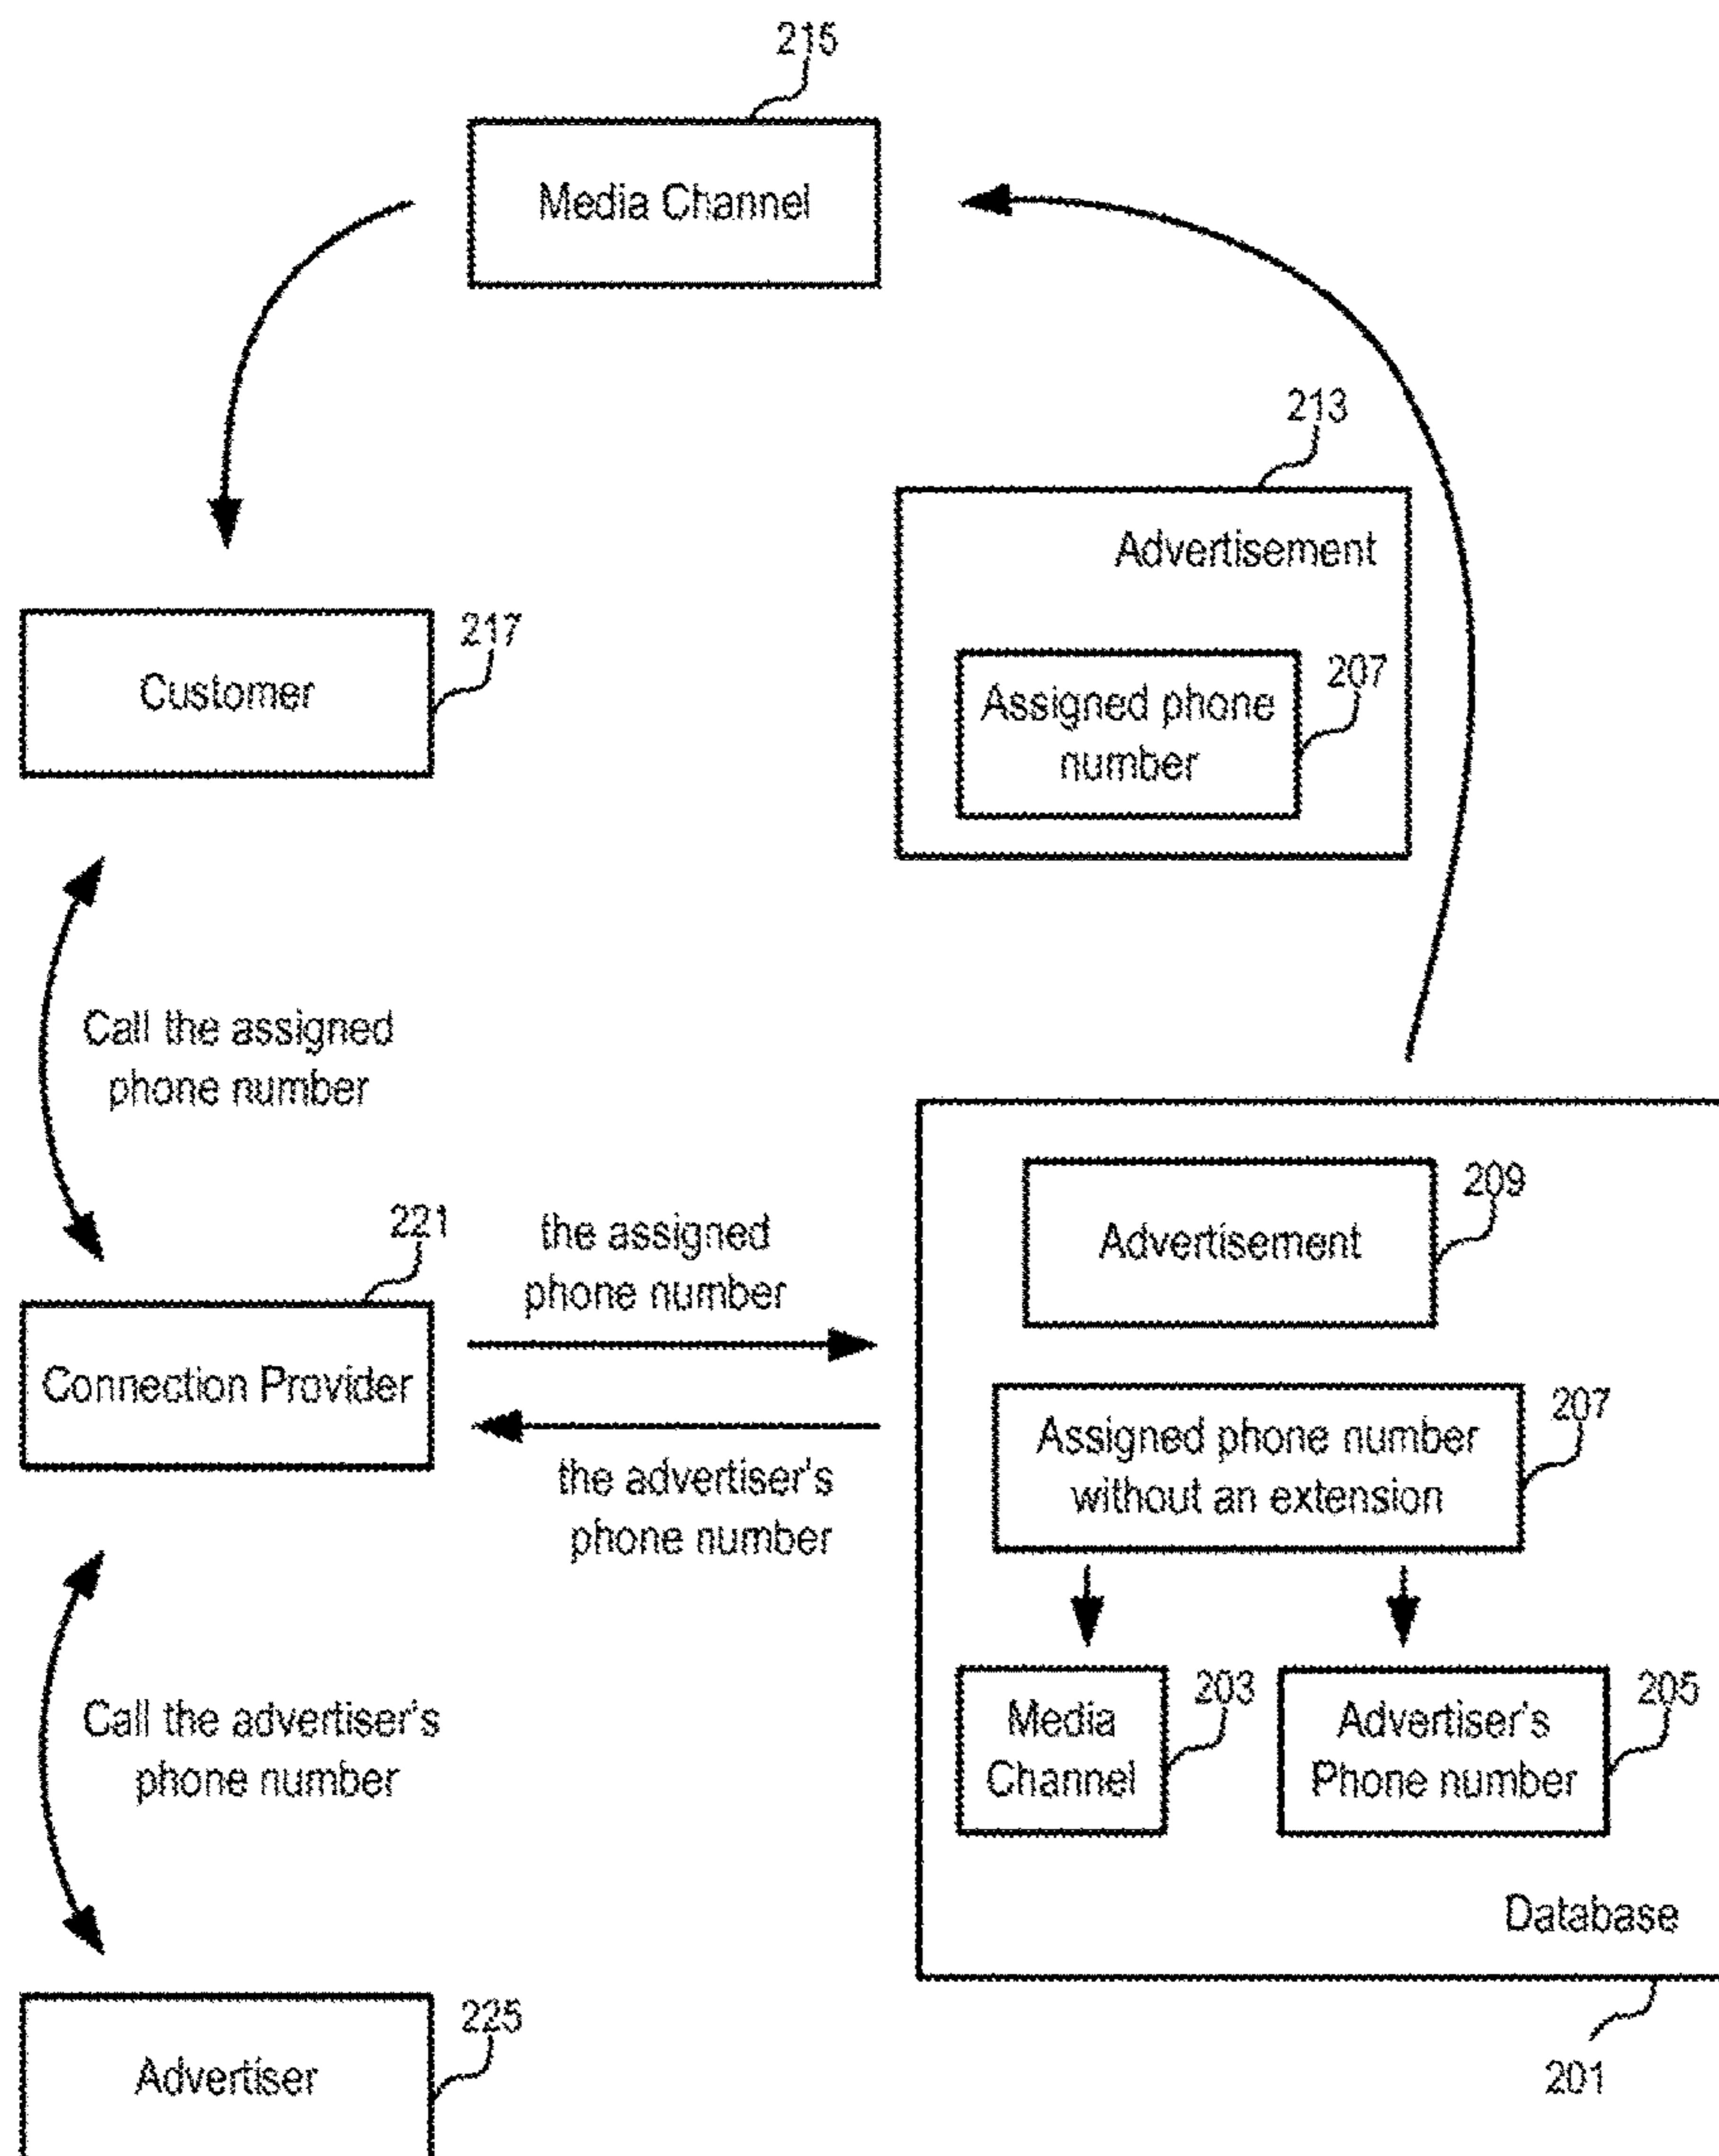 215
Media Channel
213
Advertisement
207
Assigned phone
number
217
Customer
Call the assigned
phone number
221
Connection Provider
the assigned
phone number
the advertiser's
phone number
209
Advertisement
207
Assigned phone number
without an extension
203
Media
Channel
205
Advertiser's
Phone number
Database
201
Call the advertiser's
phone number
225
Advertiser